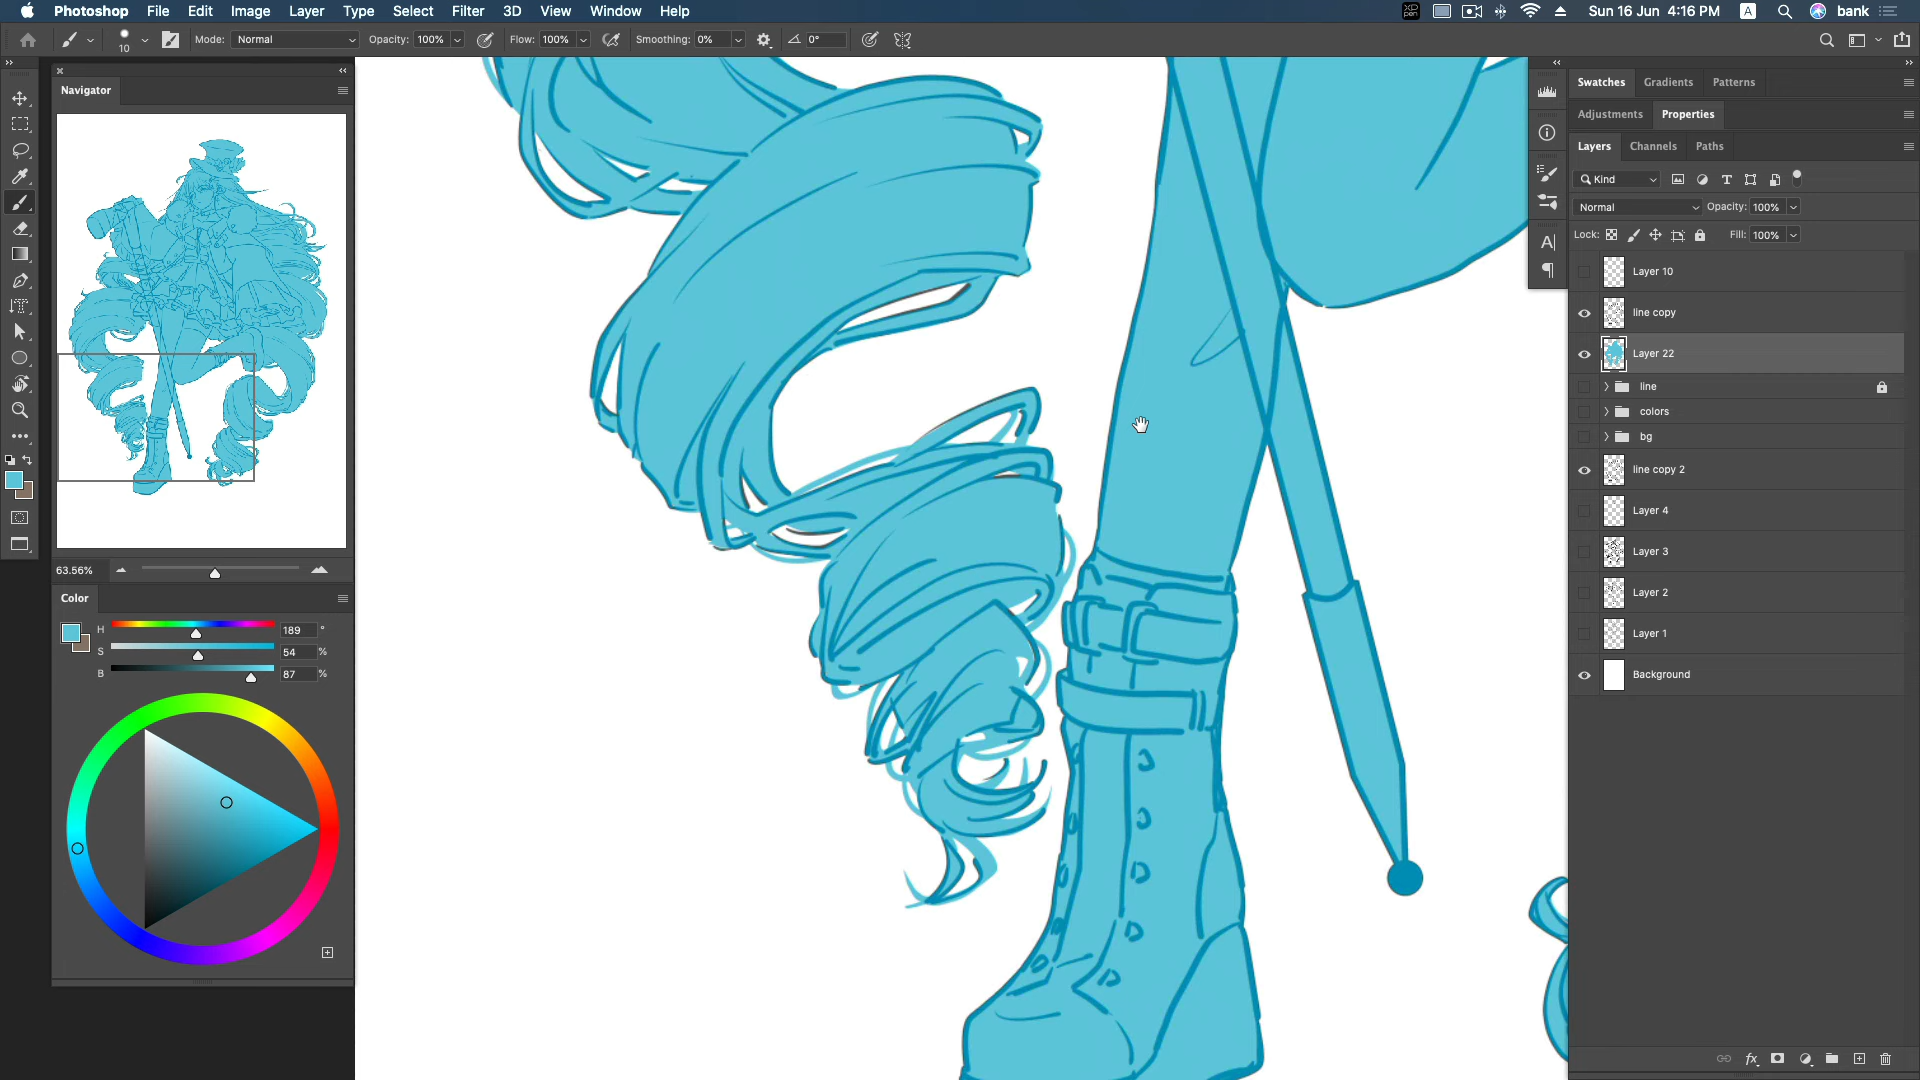 Photoshop File Edit Image Layer Type Select Filter 3D View Window Help
Sun 16 Jun 4:16 PM A bank
10 Mode: Normal Opacity: 100% Flow: 100% Smoothing: 0% 0°
Navigator
63.56%
Color
H 189 °
S 54 %
B 87 %
Swatches Gradients Patterns
Adjustments Properties
Layers Channels Paths
Kind
Normal Opacity: 100%
Lock: Fill: 100%
Layer 10
line copy
Layer 22
line
colors
bg
line copy 2
Layer 4
Layer 3
Layer 2
Layer 1
Background